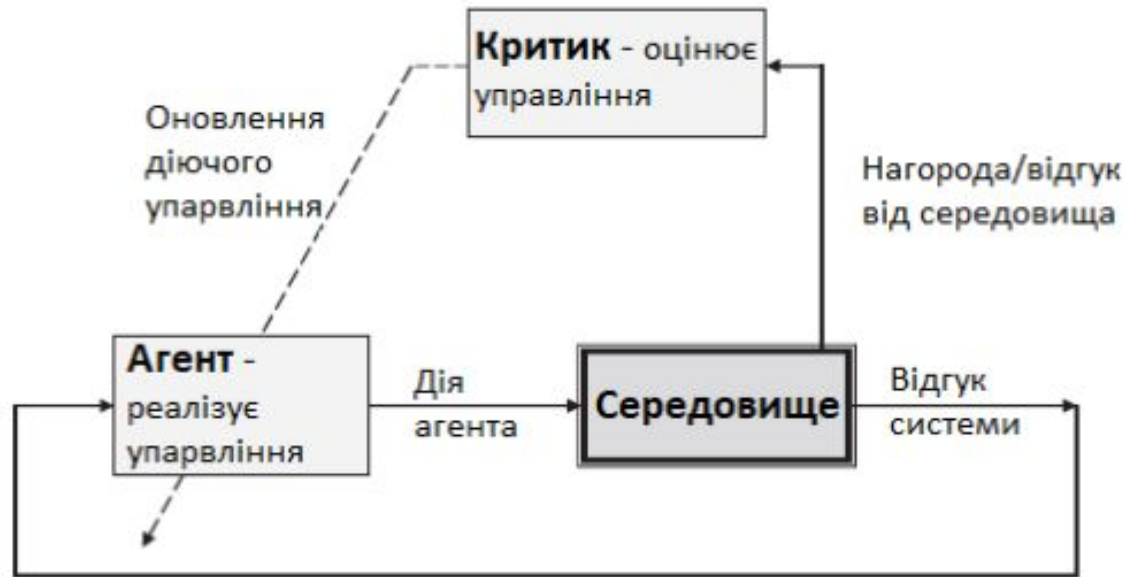 Критик - оцінює
управління
Оновлення
діючого
упарвління
Нагорода/відгук
від середовища
Агент -
реалізує
упарвління
Дія
агента
Середовище
Відгук
системи